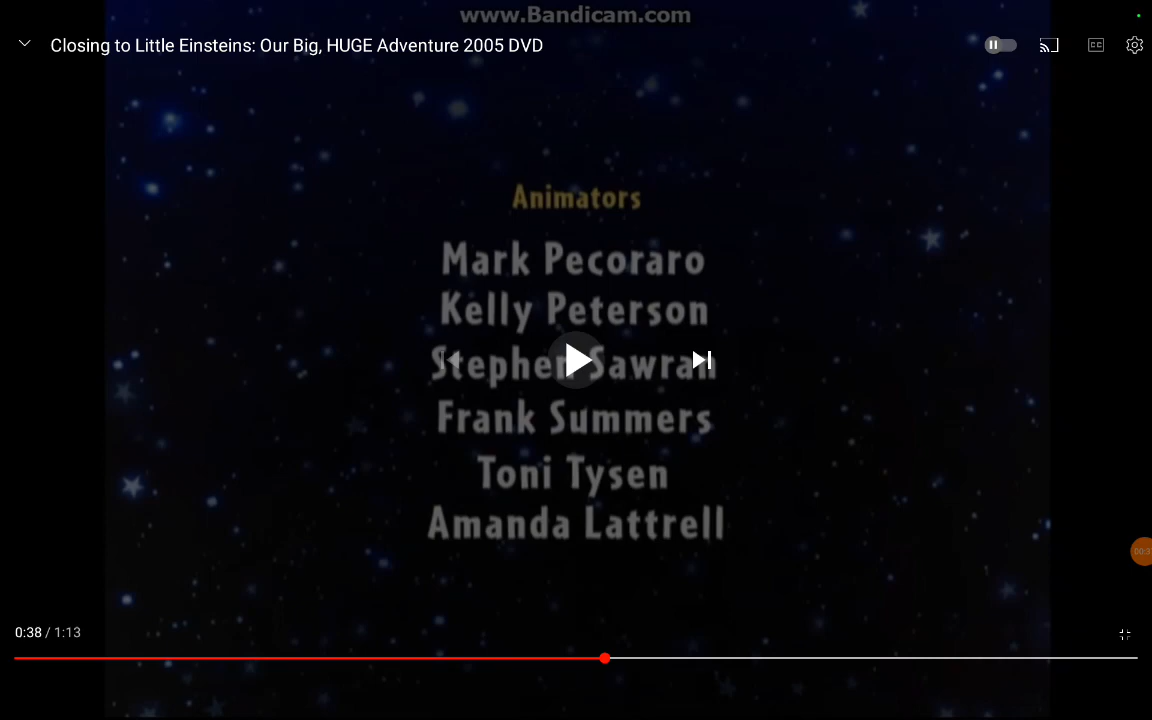 www.Bandicam.com
Closing to Little Einsteins: Our Big, HUGE Adventure 2005 DVD
CC
Animators
Mark Pecoraro
Kelly Peterson
Stephen Sawran
Frank Summers
Toni Tysen
Amanda Lattrell
0:38 / 1:13